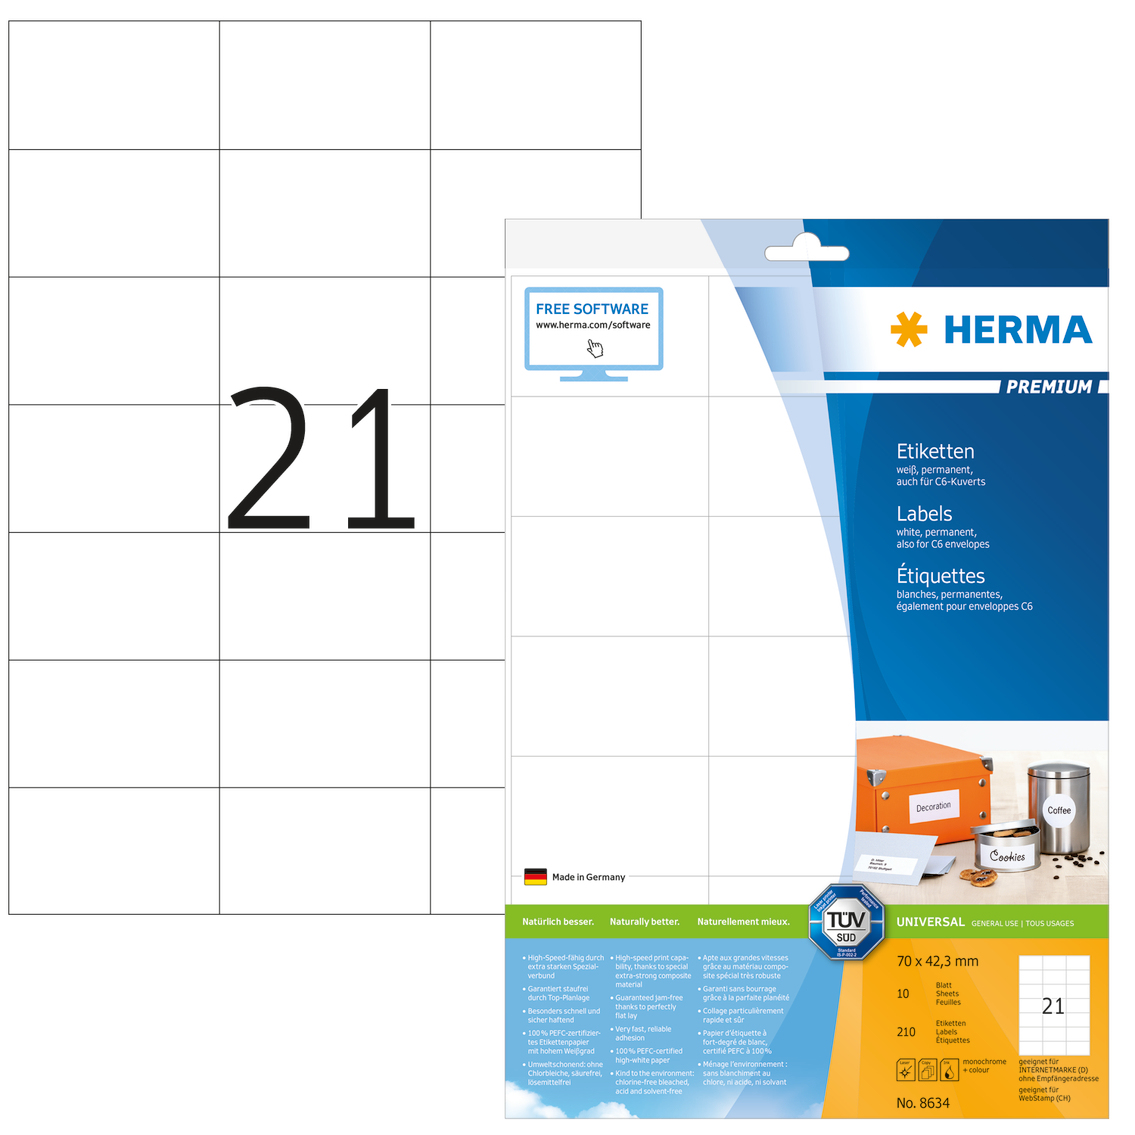 21
FREE SOFTWARE
www.herma.com/software
HERMA
PREMIUM
Etiketten
weiß, permanent,
auch für C6-Kuverts
Labels
white, permanent,
also for C6 envelopes
Étiquettes
blanches, permanentes,
également pour enveloppes C6
Decoration
Coffee
Cookies
Made in Germany
TÜV
SÜD
Natürlich besser.
• High-Speed-fähig durch
extra starken Spezial-
verbund
• Garantiert staufrei
durch Top-Planlage
• Besonders schnell und
sicher haftend
• 100 % PEFC-zertifizier-
tes Etikettenpapier
mit hohem Weißgrad
• Umweltschonend: ohne
Chlorbleiche, säurefrei,
lösemittelfrei
Naturally better.
• High-speed print capa-
bility, thanks to special
extra-strong composite
material
• Guaranteed jam-free
thanks to perfectly
flat lay
• Very fast, reliable
adhesion
• 100 % PEFC-certified
high-white paper
• Kind to the environment:
chlorine-free bleached,
acid and solvent-free
Naturellement mieux.
• Apte aux grandes vitesses
grâce au matériau compo-
site spécial très robuste
• Garanti sans bourrage
grâce à la parfaite planéité
• Collage particulièrement
rapide et sûr
• Papier d'étiquette à
fort-degré de blanc,
certifié PEFC à 100 %
• Ménage l'environnement :
sans blanchiment au
chlore, ni acide, ni solvant
UNIVERSAL GENERAL USE | TOUS USAGES
70 x 42,3 mm
10 Blatt
Sheets
Feuilles
210 Etiketten
Labels
Étiquettes
21
Laser Copy Ink
monochrome
+ colour
geeignet für
INTERNETMARKE (D)
ohne Empfängeradresse
geeignet für
WebStamp (CH)
No. 8634